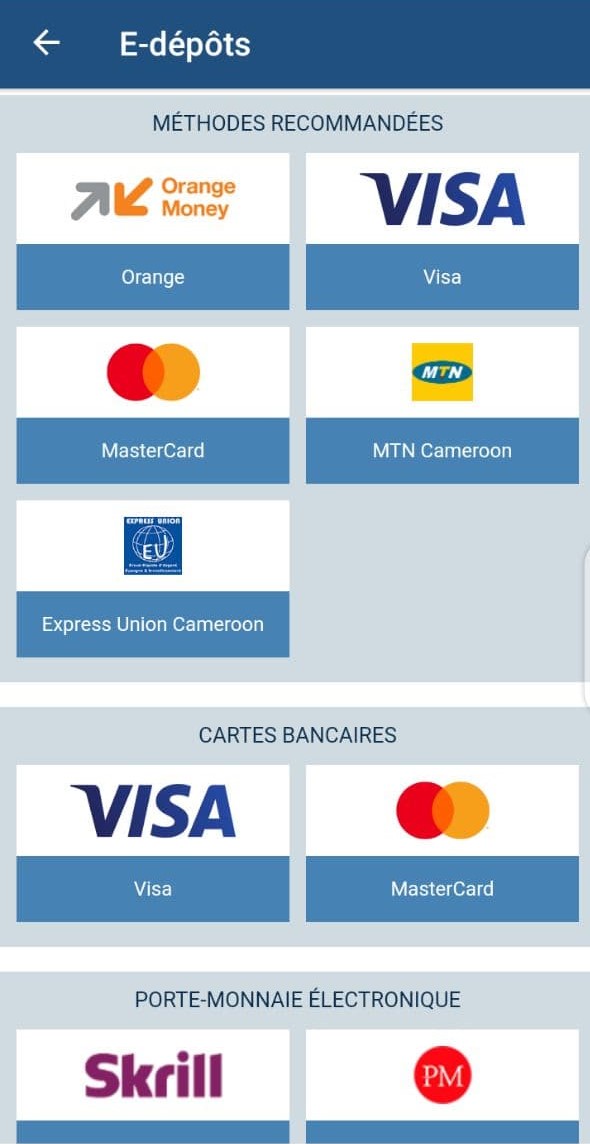 E-dépôts
MÉTHODES RECOMMANDÉES
Orange
Money
VISA
Orange
Visa
MTN
MasterCard
MTN Cameroon
EXPRESS UNION
EU
Express Union Cameroon
CARTES BANCAIRES
VISA
Visa
MasterCard
PORTE-MONNAIE ÉLECTRONIQUE
Skrill
PM